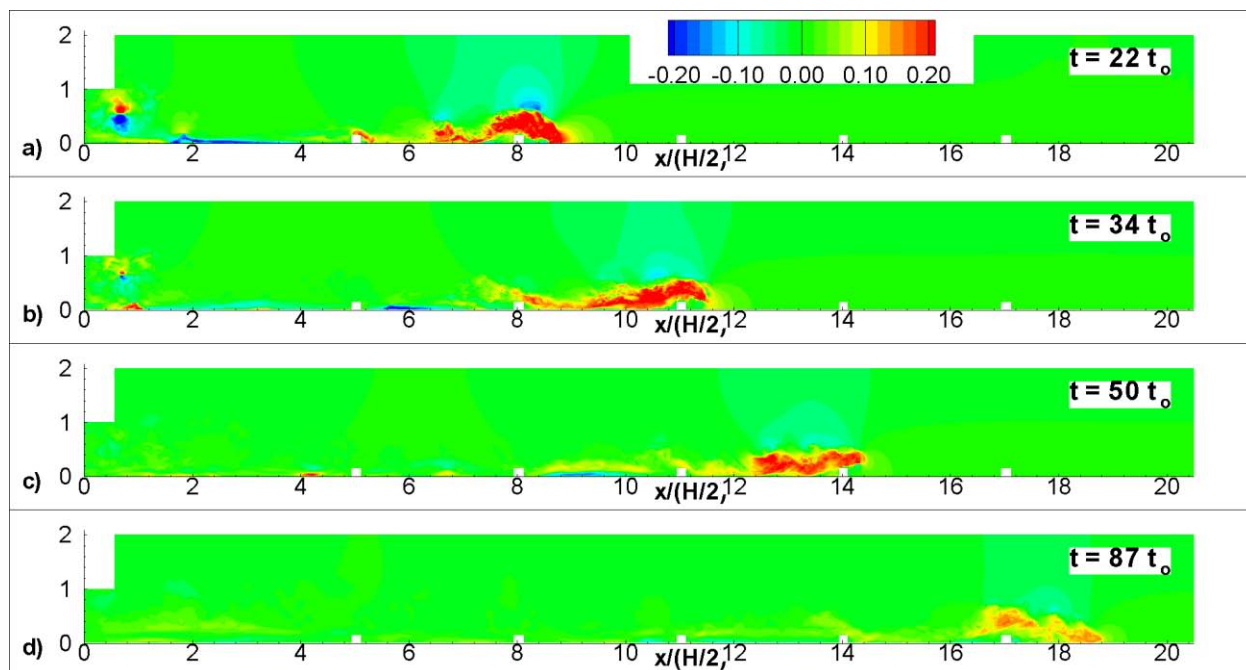 2
1
0
-0.20 -0.10 0.00 0.10 0.20
t = 22 t o
a)
0 2 4 6 8 10 12 14 16 18 20
x/(H/2,
2
1
0
t = 34 t o
b)
0 2 4 6 8 10 12 14 16 18 20
x/(H/2,
2
1
0
t = 50 t o
c)
0 2 4 6 8 10 12 14 16 18 20
x/(H/2,
2
1
0
t = 87 t o
d)
0 2 4 6 8 10 12 14 16 18 20
x/(H/2,